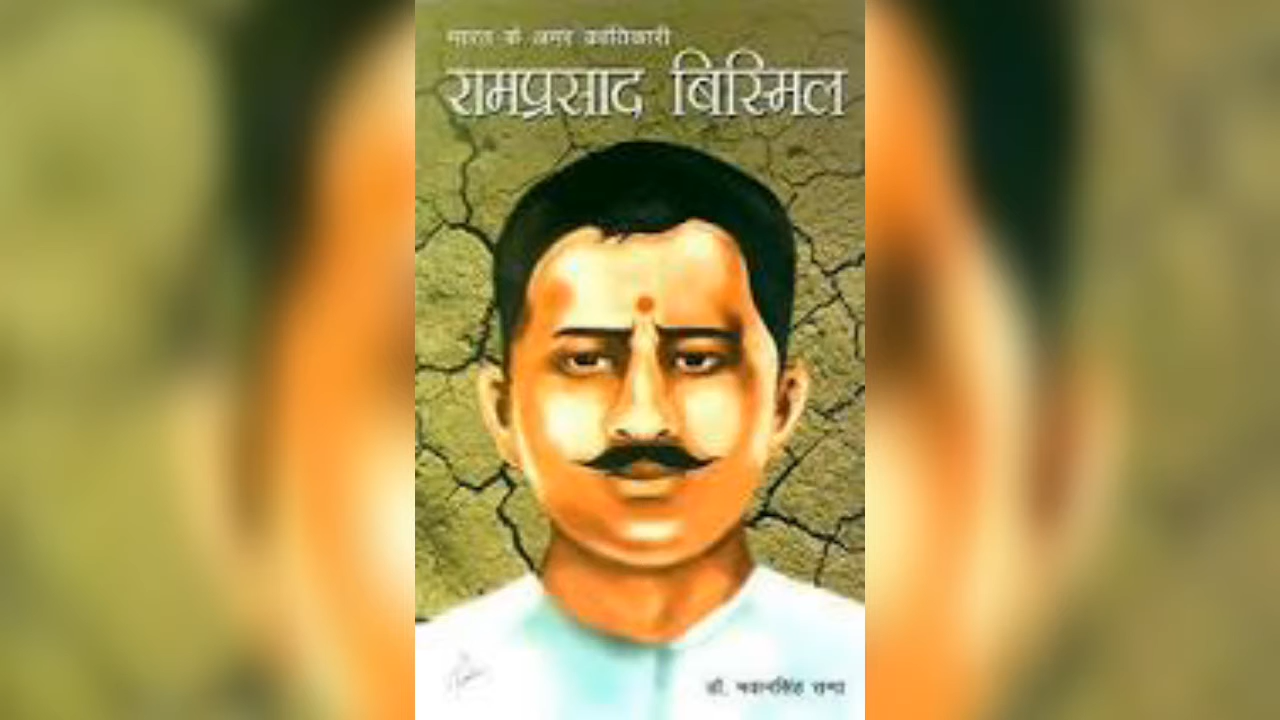 भारत के अमर क्रांतिकारी
रामप्रसाद बिस्मिल
डॉ. भवानसिंह राणा